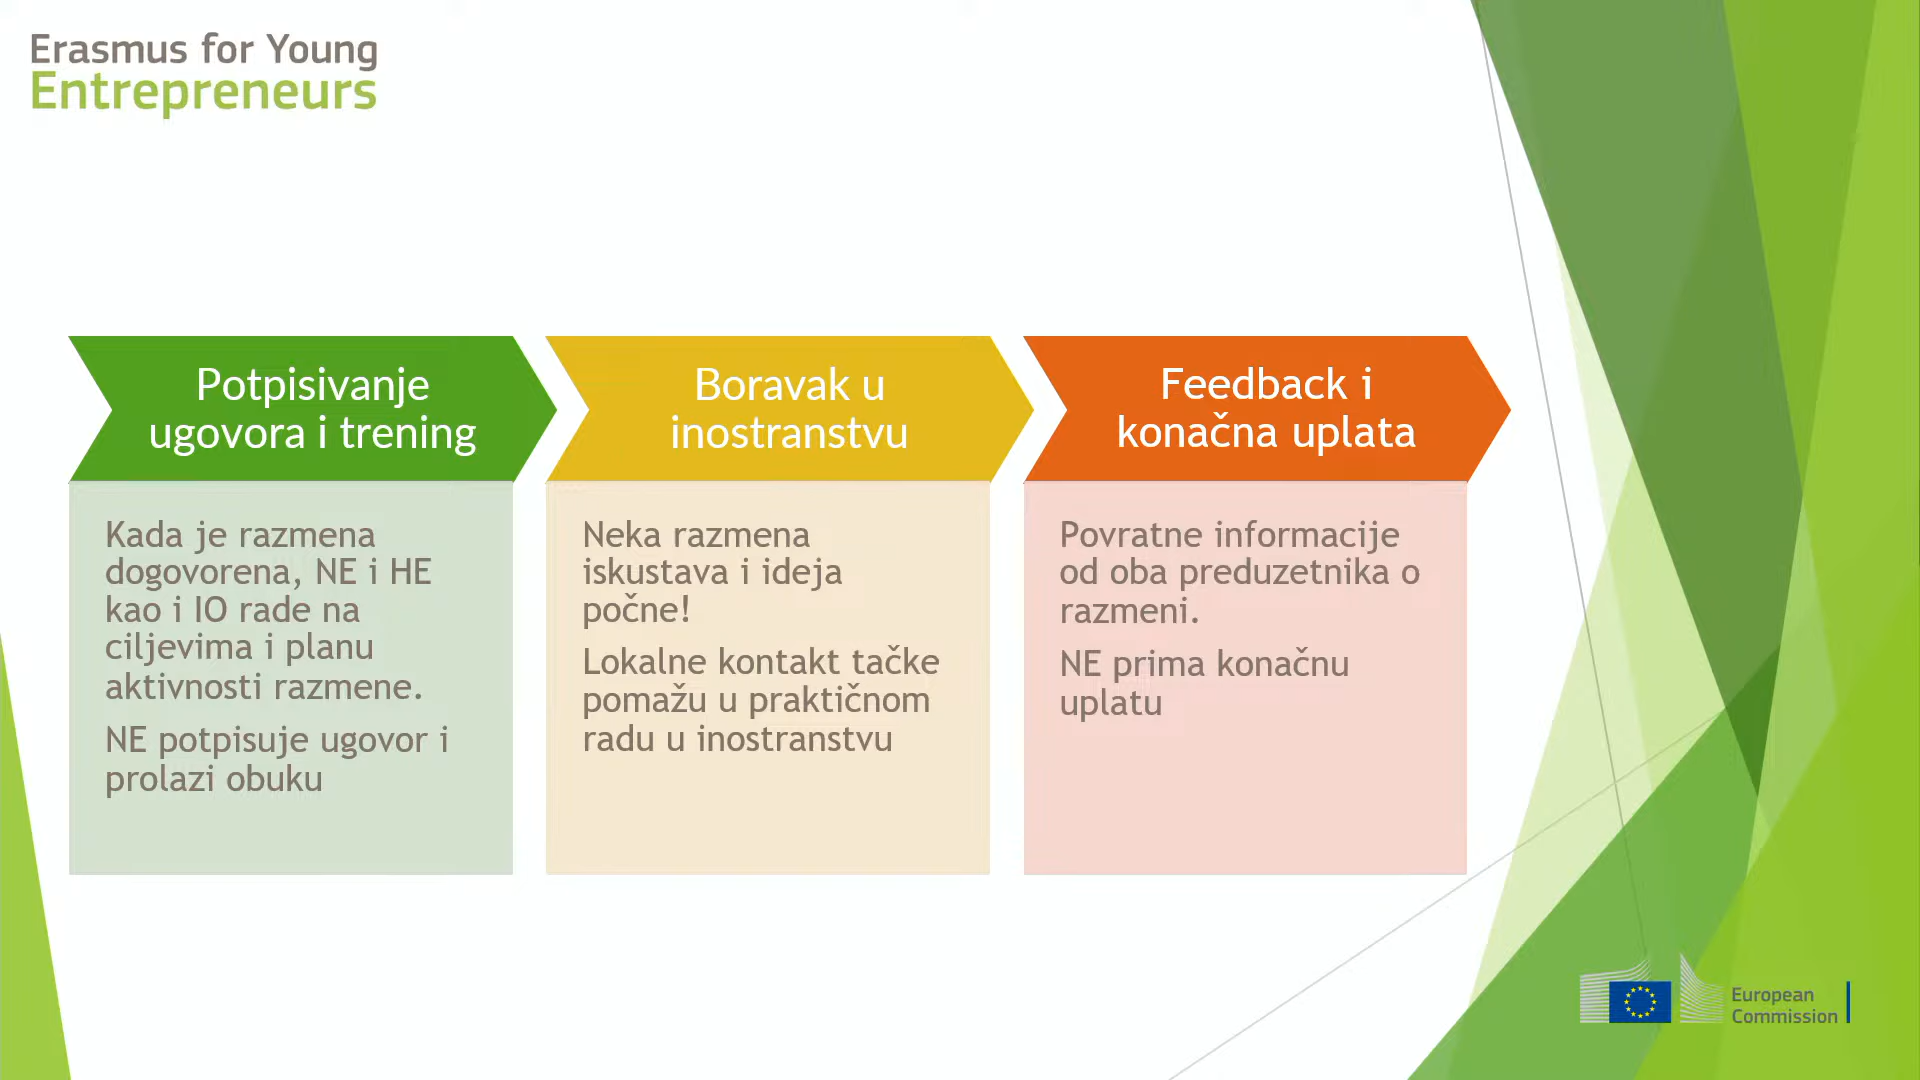 Erasmus for Young
Entrepreneurs
Potpisivanje
ugovora i trening
Kada je razmena
dogovorena, NE i HE
kao i IO rade na
ciljevima i planu
aktivnosti razmene.
NE potpisuje ugovor i
prolazi obuku
Boravak u
inostranstvu
Neka razmena
iskustava i ideja
počne!
Lokalne kontakt tačke
pomažu u praktičnom
radu u inostranstvu
Feedback i
konačna uplata
Povratne informacije
od oba preduzetnika o
razmeni.
NE prima konačnu
uplatu
European
Commission